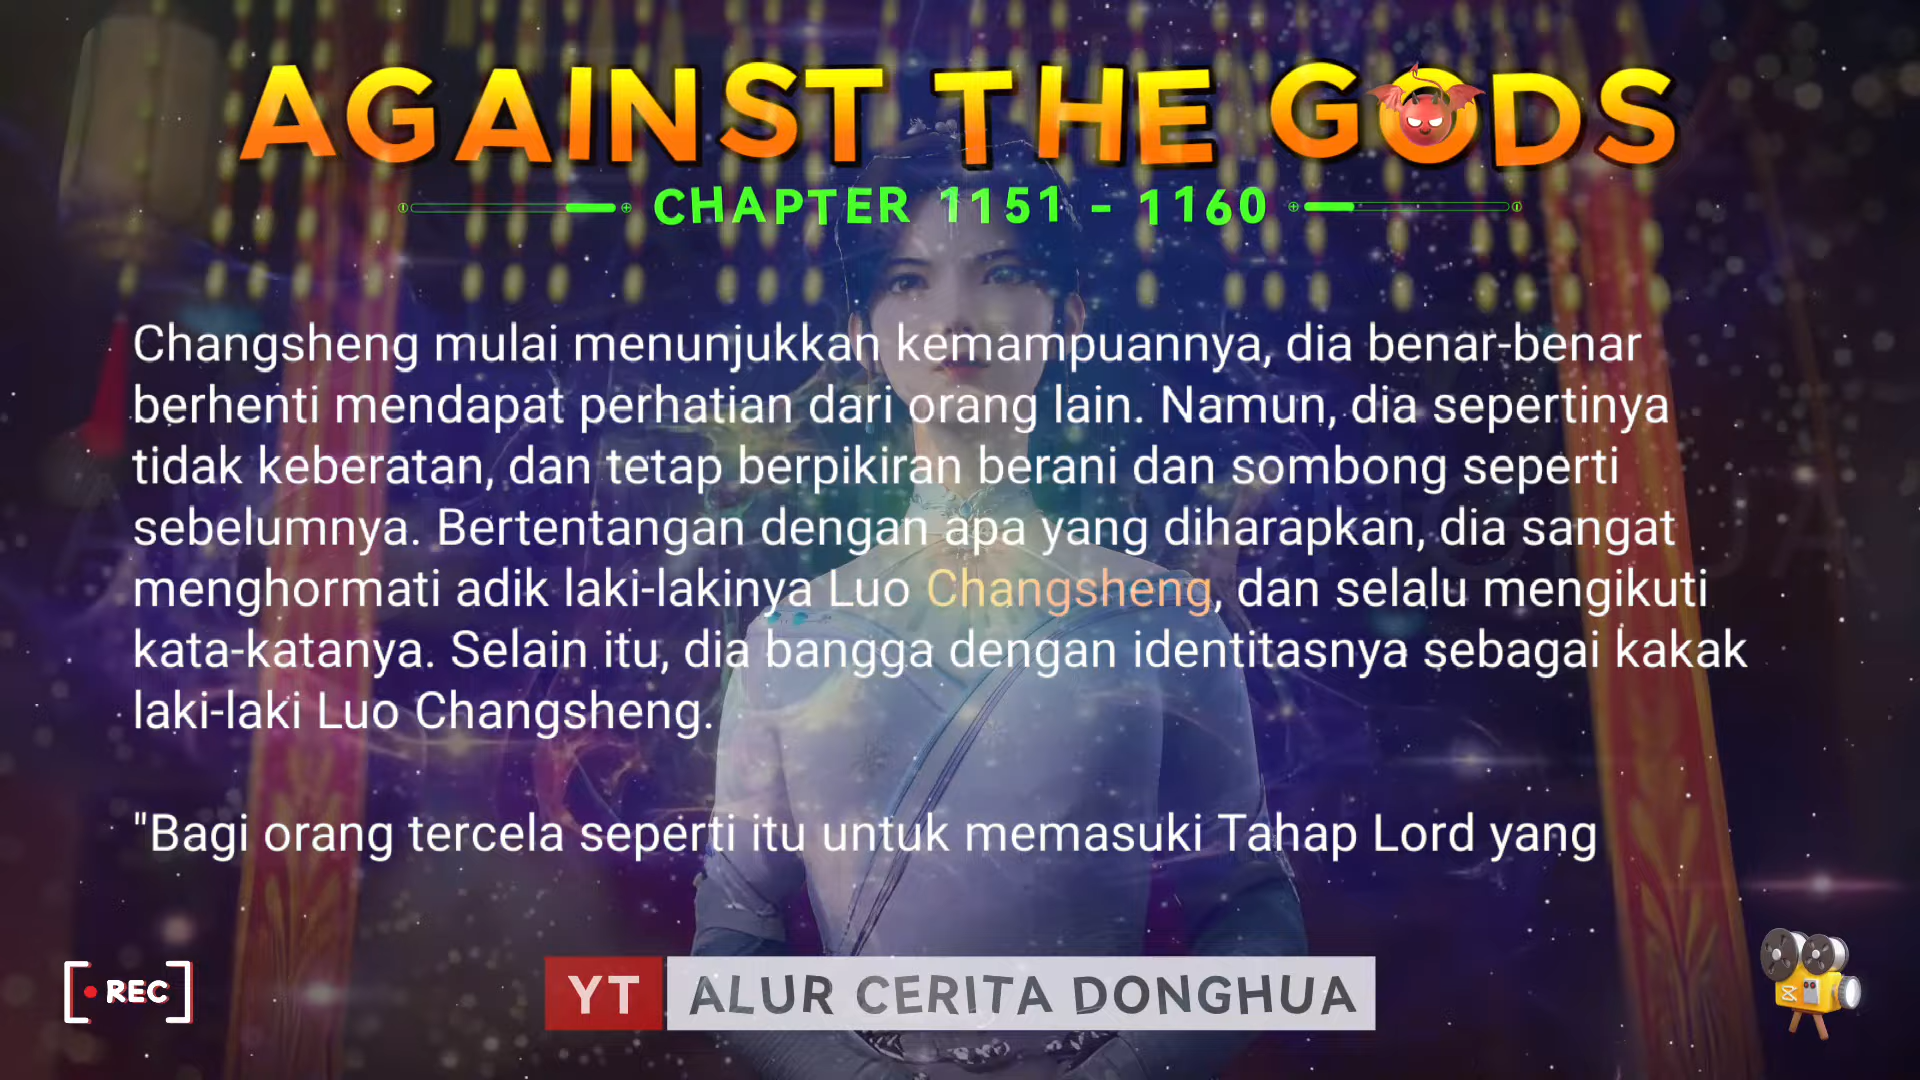 AGAINST THE GODS
CHAPTER 1151 - 1160
Changsheng mulai menunjukkan kemampuannya, dia benar-benar
berhenti mendapat perhatian dari orang lain. Namun, dia sepertinya
tidak keberatan, dan tetap berpikiran berani dan sombong seperti
sebelumnya. Bertentangan dengan apa yang diharapkan, dia sangat
menghormati adik laki-lakinya Luo Changsheng, dan selalu mengikuti
kata-katanya. Selain itu, dia bangga dengan identitasnya sebagai kakak
laki-laki Luo Changsheng.
"Bagi orang tercela seperti itu untuk memasuki Tahap Lord yang
REC
YT ALUR CERITA DONGHUA